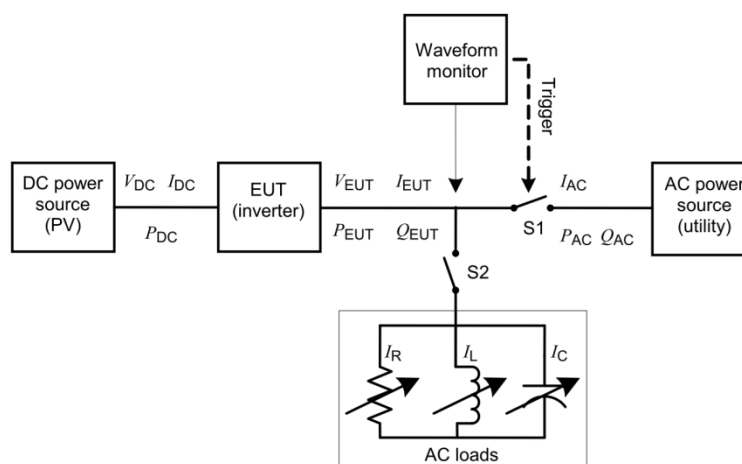 Waveform
monitor
Trigger
DC power
source
(PV)
VDC IDC
PDC
EUT
(inverter)
VEUT IEUT
PEUT QEUT
IAC
S1
PAC QAC
AC power
source
(utility)
S2
IR
IL
IC
AC loads